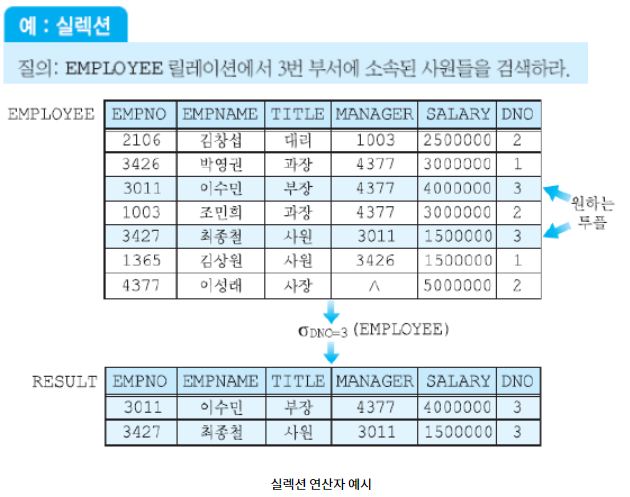 예 : 실렉션
질의: EMPLOYEE 릴레이션에서 3번 부서에 소속된 사원들을 검색하라.
EMPLOYEE EMPNO EMPNAME TITLE MANAGER SALARY DNO
2106 김창섭 대리 1003 2500000 2
3426 박영권 과장 4377 3000000 1
3011 이수민 부장 4377 4000000 3
1003 조민희 과장 4377 3000000 2
3427 최종철 사원 3011 1500000 3
1365 김상원 사원 3426 1500000 1
4377 이성래 사장 ∧ 5000000 2
원하는
투플
σDNO=3 (EMPLOYEE)
RESULT EMPNO EMPNAME TITLE MANAGER SALARY DNO
3011 이수민 부장 4377 4000000 3
3427 최종철 사원 3011 1500000 3
실렉션 연산자 예시